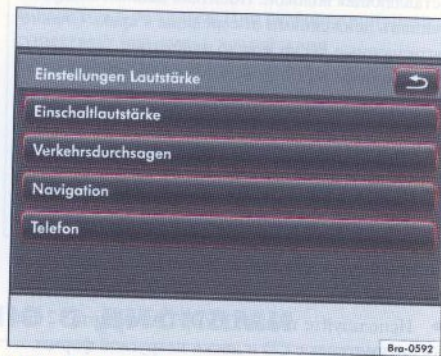 Einstellungen Lautstärke
Einschaltlautstärke
Verkehrsdurchsagen
Navigation
Telefon
Bra-0592